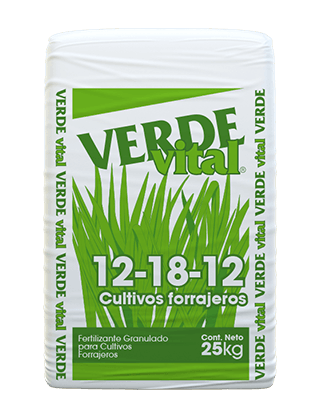 VERDE
vital®
12-18-12
Cultivos forrajeros
Fertilizante Granulado
para Cultivos
Forrajeros
Cont. Neto
25kg
VERDE vital VERDE vital VERDE
VERDE vital VERDE vital VERDE